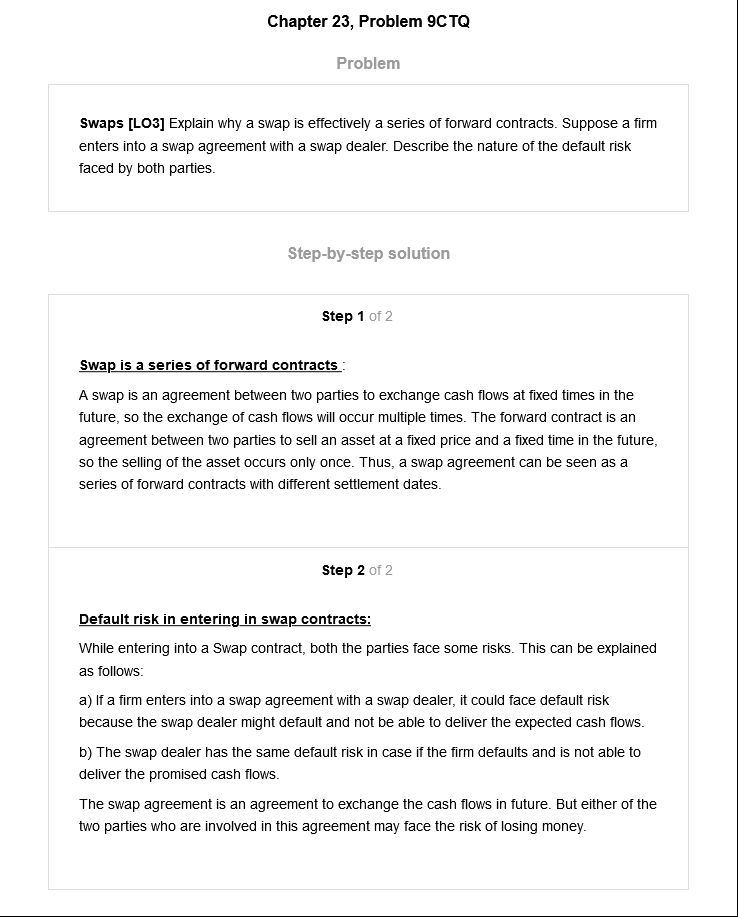 Chapter 23, Problem 9CTQ
Problem
Swaps [LO3] Explain why a swap is effectively a series of forward contracts. Suppose a firm
enters into a swap agreement with a swap dealer. Describe the nature of the default risk
faced by both parties.
Step-by-step solution
Step 1 of 2
Swap is a series of forward contracts :
A swap is an agreement between two parties to exchange cash flows at fixed times in the
future, so the exchange of cash flows will occur multiple times. The forward contract is an
agreement between two parties to sell an asset at a fixed price and a fixed time in the future,
so the selling of the asset occurs only once. Thus, a swap agreement can be seen as a
series of forward contracts with different settlement dates.
Step 2 of 2
Default risk in entering in swap contracts:
While entering into a Swap contract, both the parties face some risks. This can be explained
as follows:
a) If a firm enters into a swap agreement with a swap dealer, it could face default risk
because the swap dealer might default and not be able to deliver the expected cash flows.
b) The swap dealer has the same default risk in case if the firm defaults and is not able to
deliver the promised cash flows.
The swap agreement is an agreement to exchange the cash flows in future. But either of the
two parties who are involved in this agreement may face the risk of losing money.